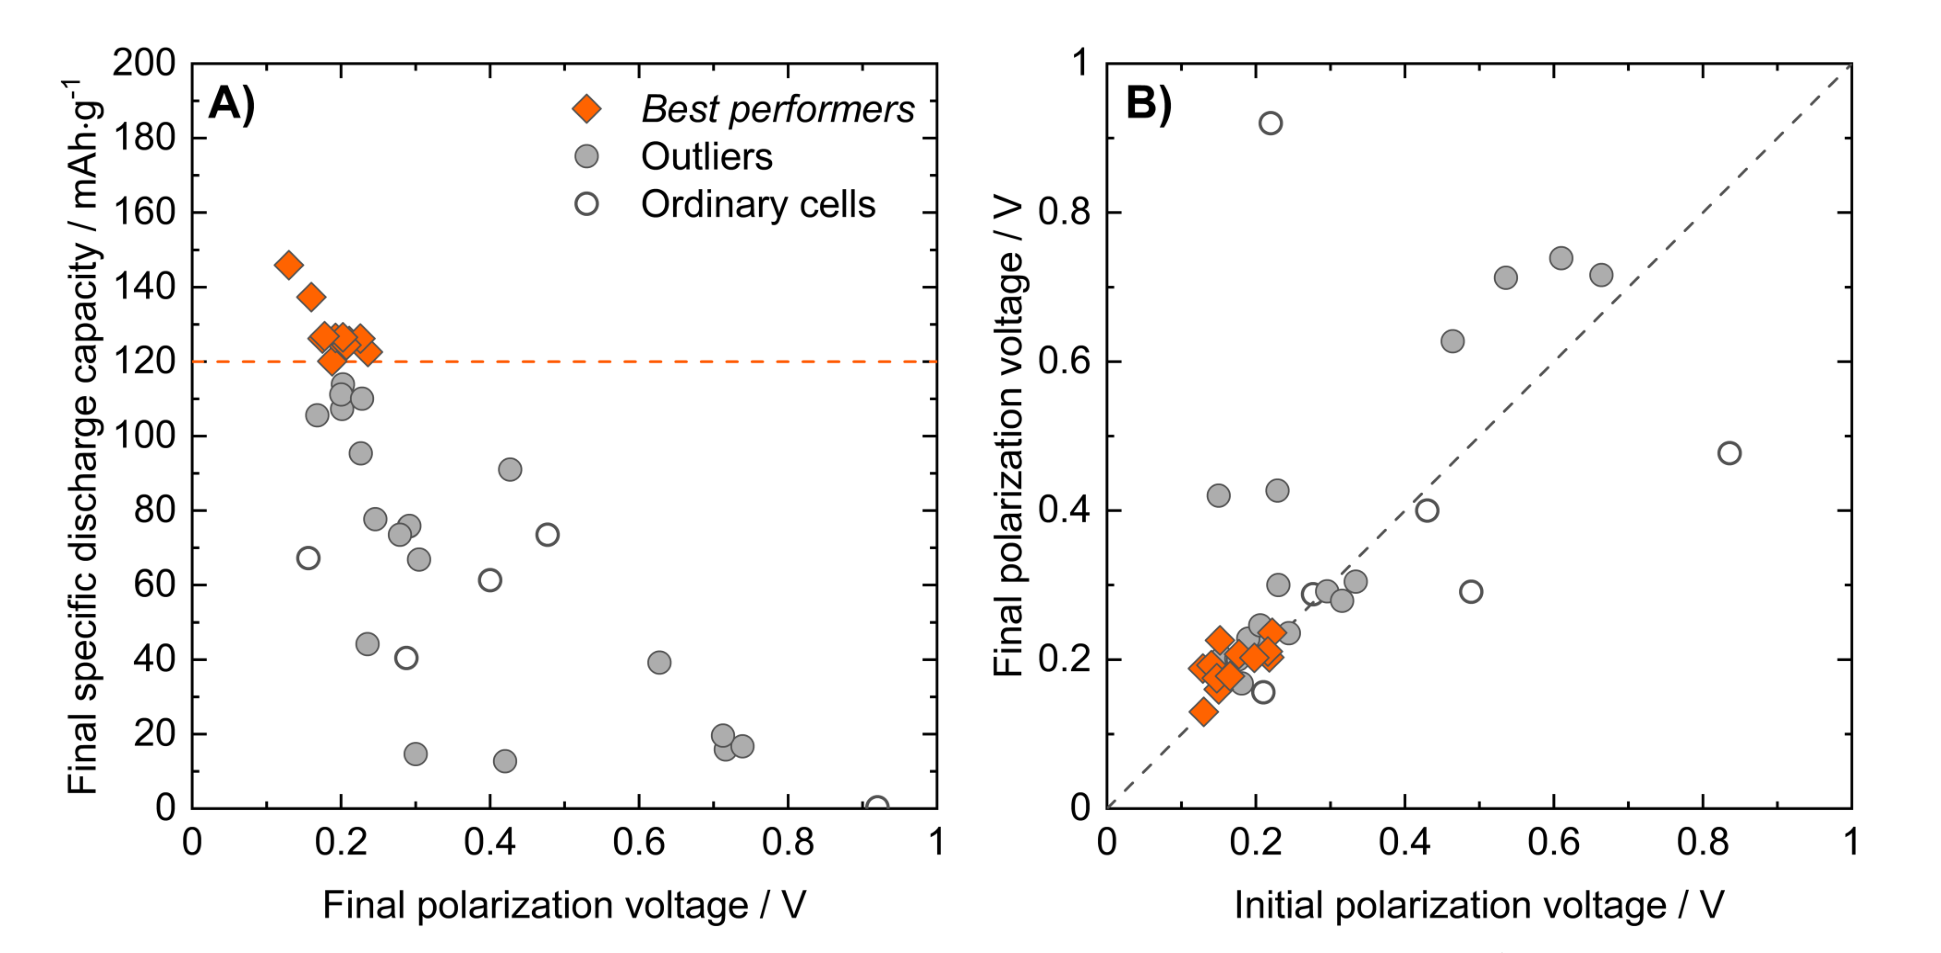 A)
Best performers
Outliers
Ordinary cells
200
180
160
140
120
100
80
60
40
20
0
Final specific discharge capacity / mAh·g-1
0 0.2 0.4 0.6 0.8 1
Final polarization voltage / V
B)
1
0.8
0.6
0.4
0.2
0
Final polarization voltage / V
0 0.2 0.4 0.6 0.8 1
Initial polarization voltage / V